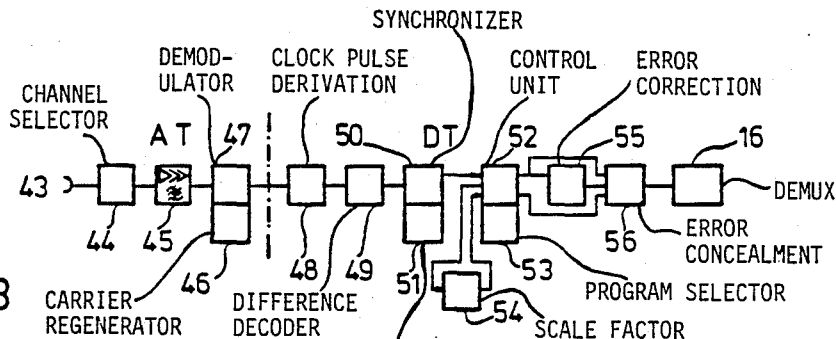 SYNCHRONIZER
DEMOD-
ULATOR
CLOCK PULSE
DERIVATION
CONTROL
UNIT
ERROR
CORRECTION
CHANNEL
SELECTOR
AT
47
50
DT
52
55
16
43
DEMUX
44
45
46
48
49
51
53
54
56
ERROR
CONCEALMENT
CARRIER
REGENERATOR
DIFFERENCE
DECODER
PROGRAM SELECTOR
SCALE FACTOR